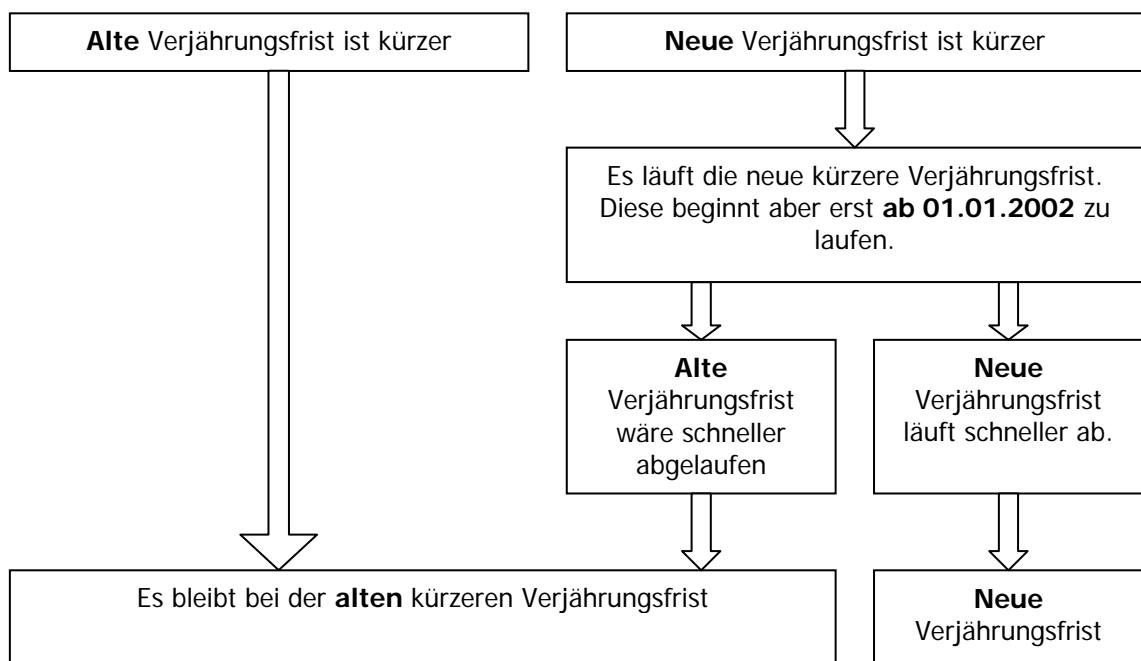 Alte Verjährungsfrist ist kürzer
Neue Verjährungsfrist ist kürzer
Es läuft die neue kürzere Verjährungsfrist.
Diese beginnt aber erst ab 01.01.2002 zu
laufen.
Alte
Verjährungsfrist
wäre schneller
abgelaufen
Neue
Verjährungsfrist
läuft schneller ab.
Es bleibt bei der alten kürzeren Verjährungsfrist
Neue
Verjährungsfrist